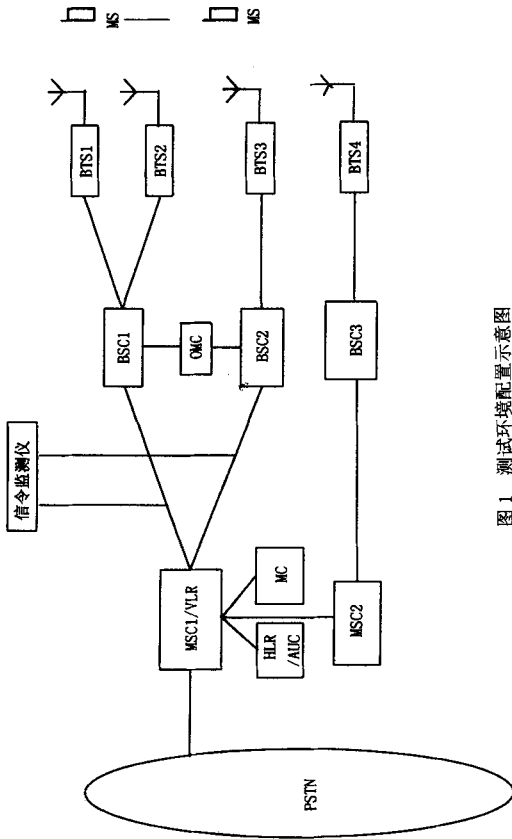 信令监测仪
MS
MS
BTS1
BTS2
BTS3
BTS4
BSC1
OMC
BSC2
BSC3
MSC1/VLR
MC
HLR
/AUC
MSC2
PSTN
图1 测试环境配置示意图